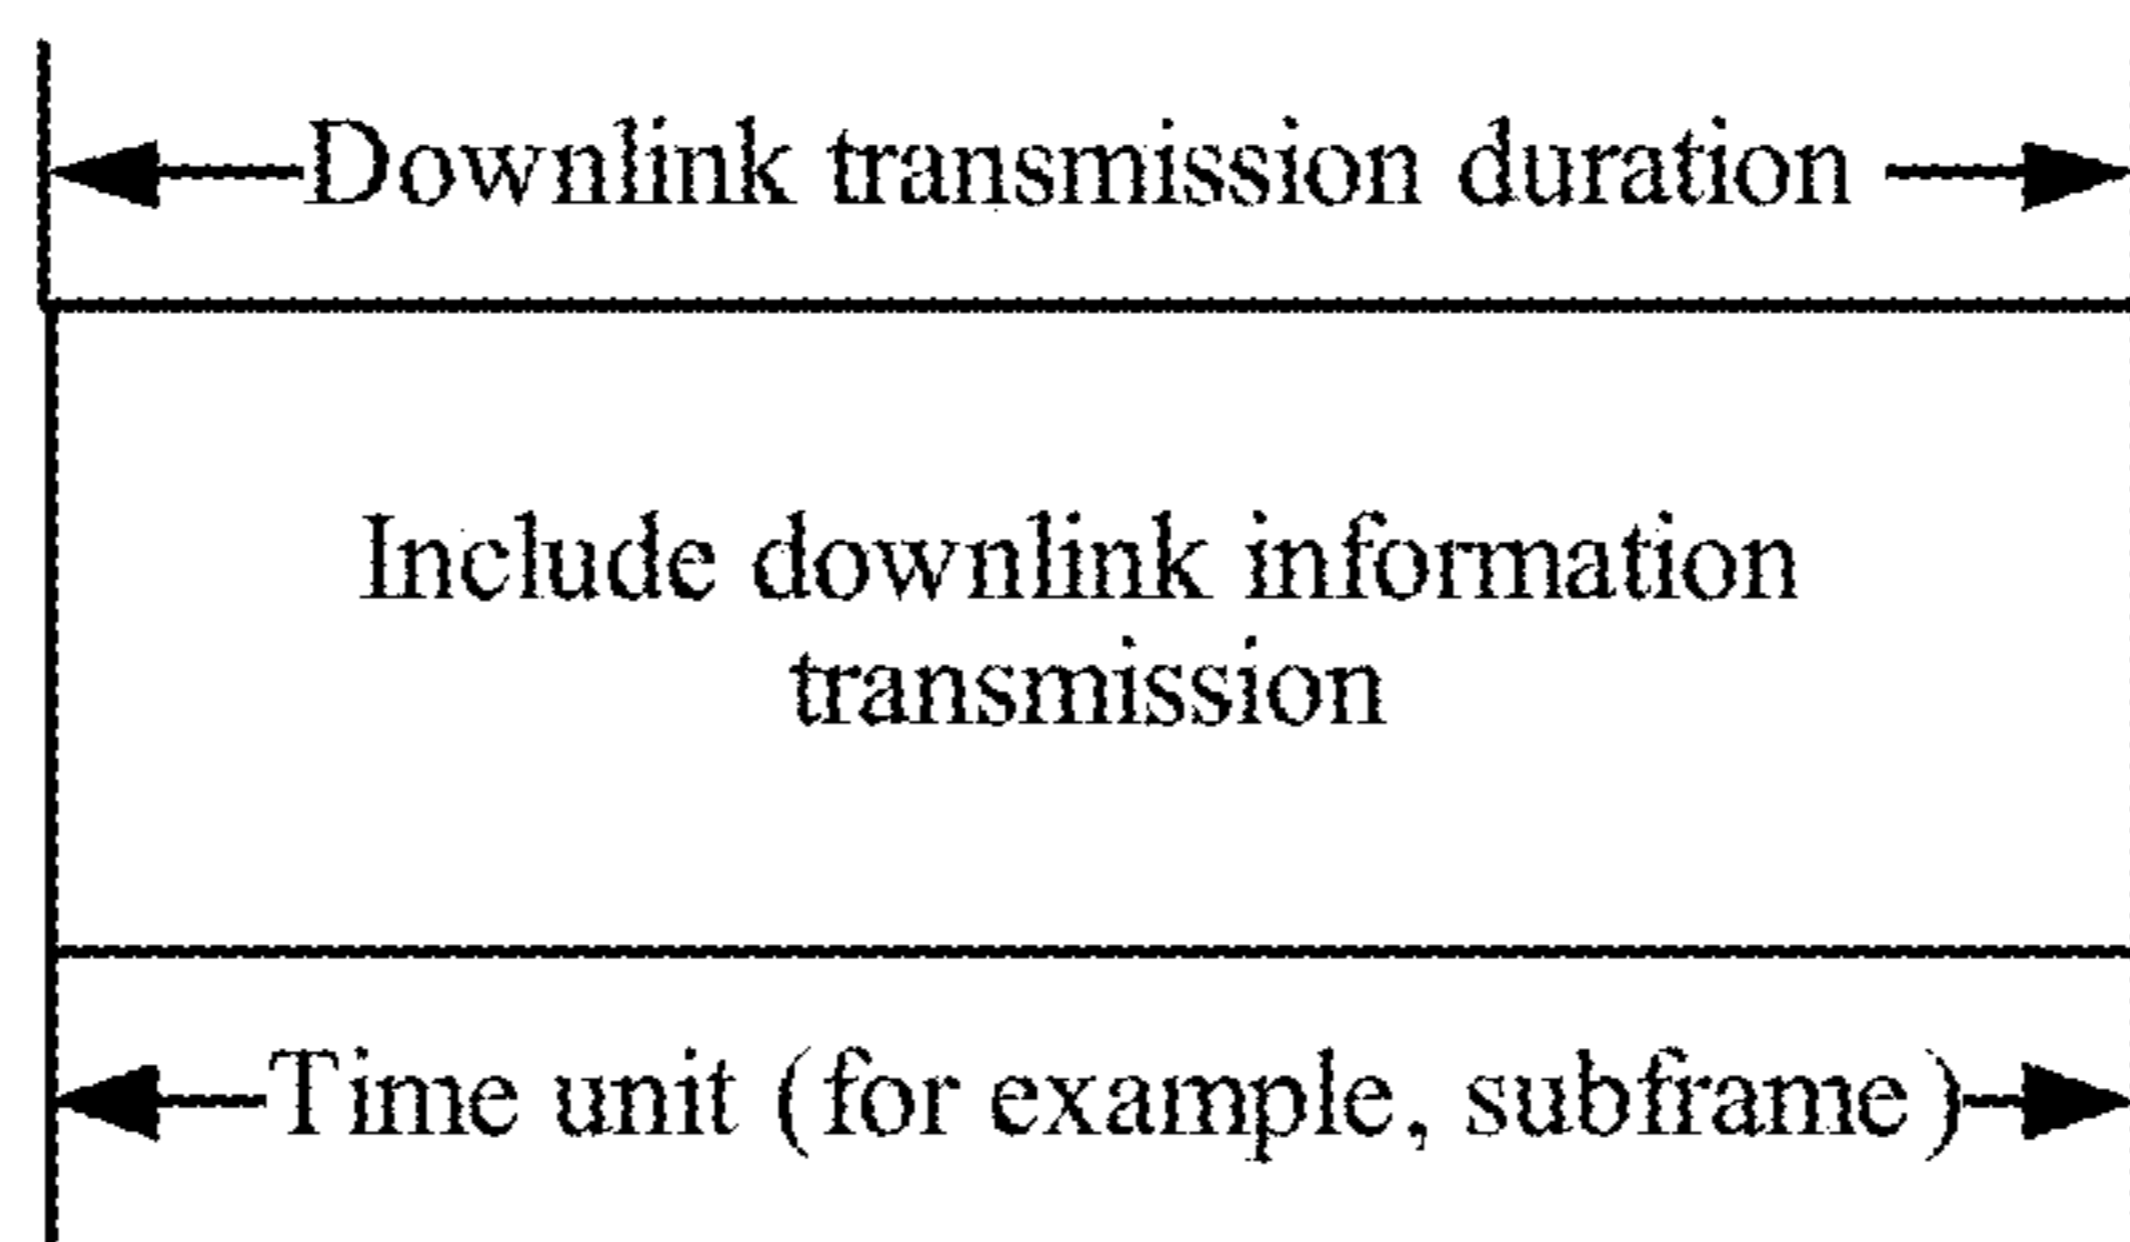 Downlink transmission duration
Include downlink information
transmission
Time unit (for example, subframe)